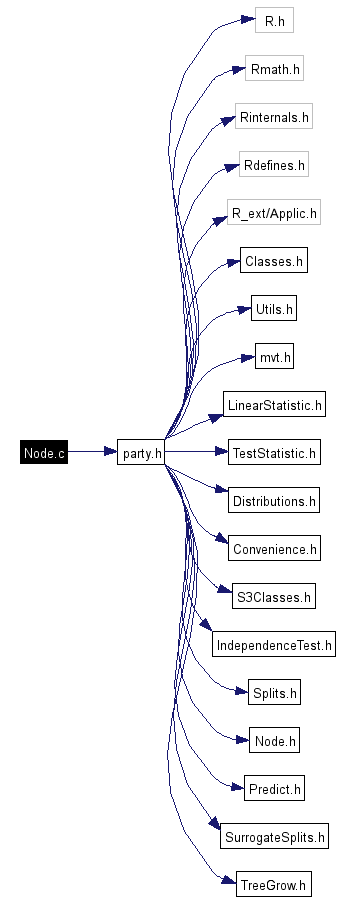 R.h
Rmath.h
Rinternals.h
Rdefines.h
R_ext/Applic.h
Classes.h
Utils.h
mvt.h
LinearStatistic.h
Node.c
party.h
TestStatistic.h
Distributions.h
Convenience.h
S3Classes.h
IndependenceTest.h
Splits.h
Node.h
Predict.h
SurrogateSplits.h
TreeGrow.h